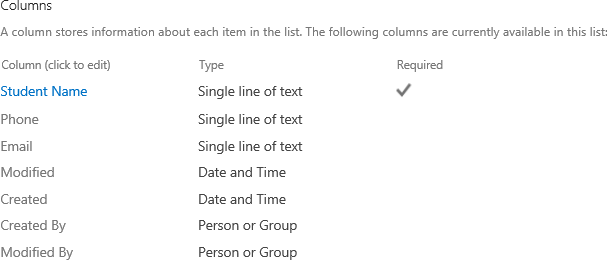 Columns
A column stores information about each item in the list. The following columns are currently available in this list:
Column (click to edit) Type Required
Student Name Single line of text
Phone Single line of text
Email Single line of text
Modified Date and Time
Created Date and Time
Created By Person or Group
Modified By Person or Group